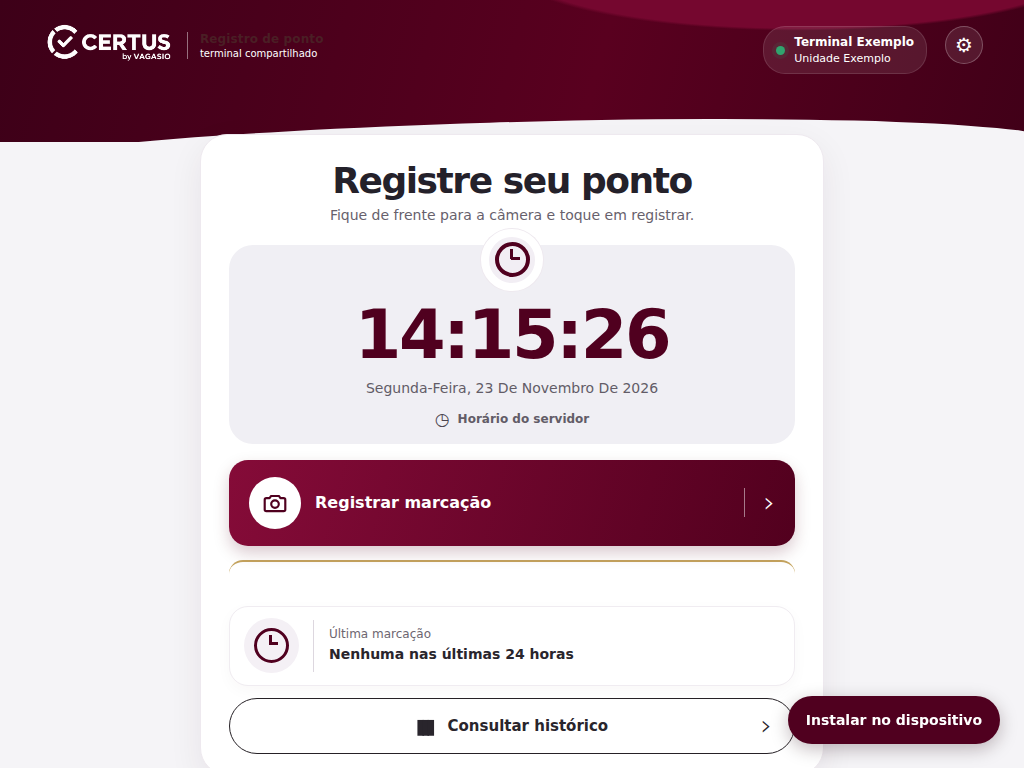 CERTUS
by VAGASIO
Registro de ponto
terminal compartilhado
Terminal Exemplo
Unidade Exemplo
Registre seu ponto
Fique de frente para a câmera e toque em registrar.
14:15:26
Segunda-Feira, 23 De Novembro De 2026
Horário do servidor
Registrar marcação
Última marcação
Nenhuma nas últimas 24 horas
Consultar histórico
Instalar no dispositivo